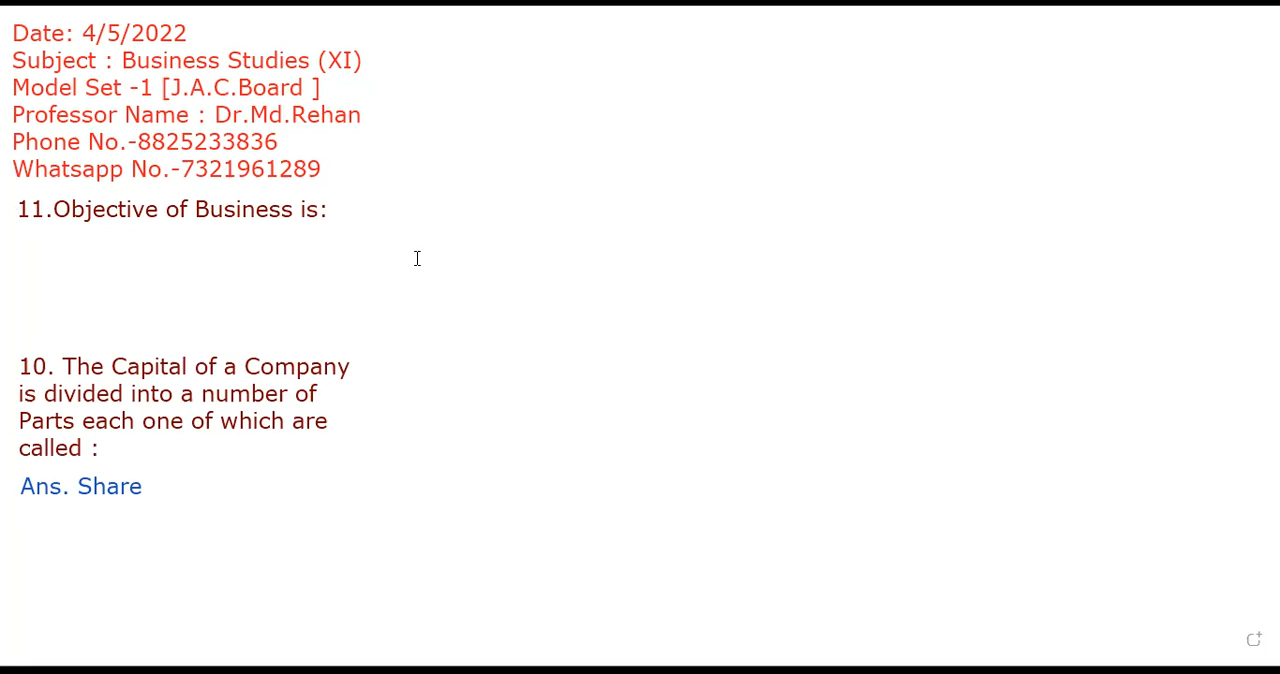 Date: 4/5/2022
Subject : Business Studies (XI)
Model Set -1 [J.A.C.Board ]
Professor Name : Dr.Md.Rehan
Phone No.-8825233836
Whatsapp No.-7321961289
11.Objective of Business is:
10. The Capital of a Company
is divided into a number of
Parts each one of which are
called :
Ans. Share